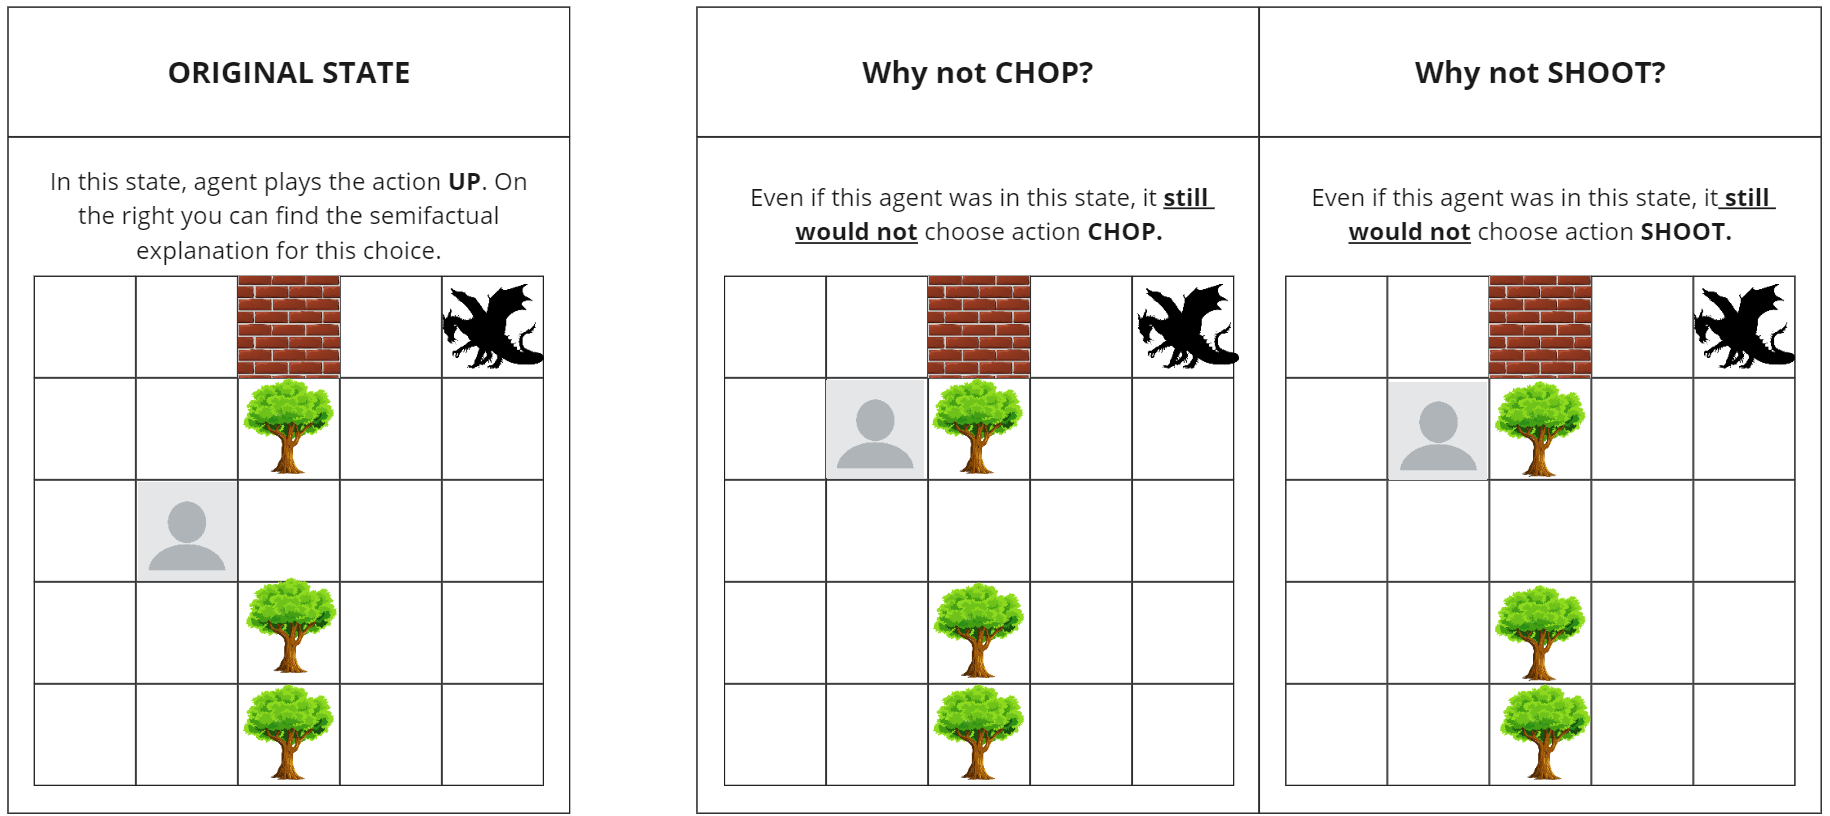 ORIGINAL STATE
In this state, agent plays the action UP. On
the right you can find the semifactual
explanation for this choice.
Why not CHOP?
Even if this agent was in this state, it still
would not choose action CHOP.
Why not SHOOT?
Even if this agent was in this state, it still
would not choose action SHOOT.